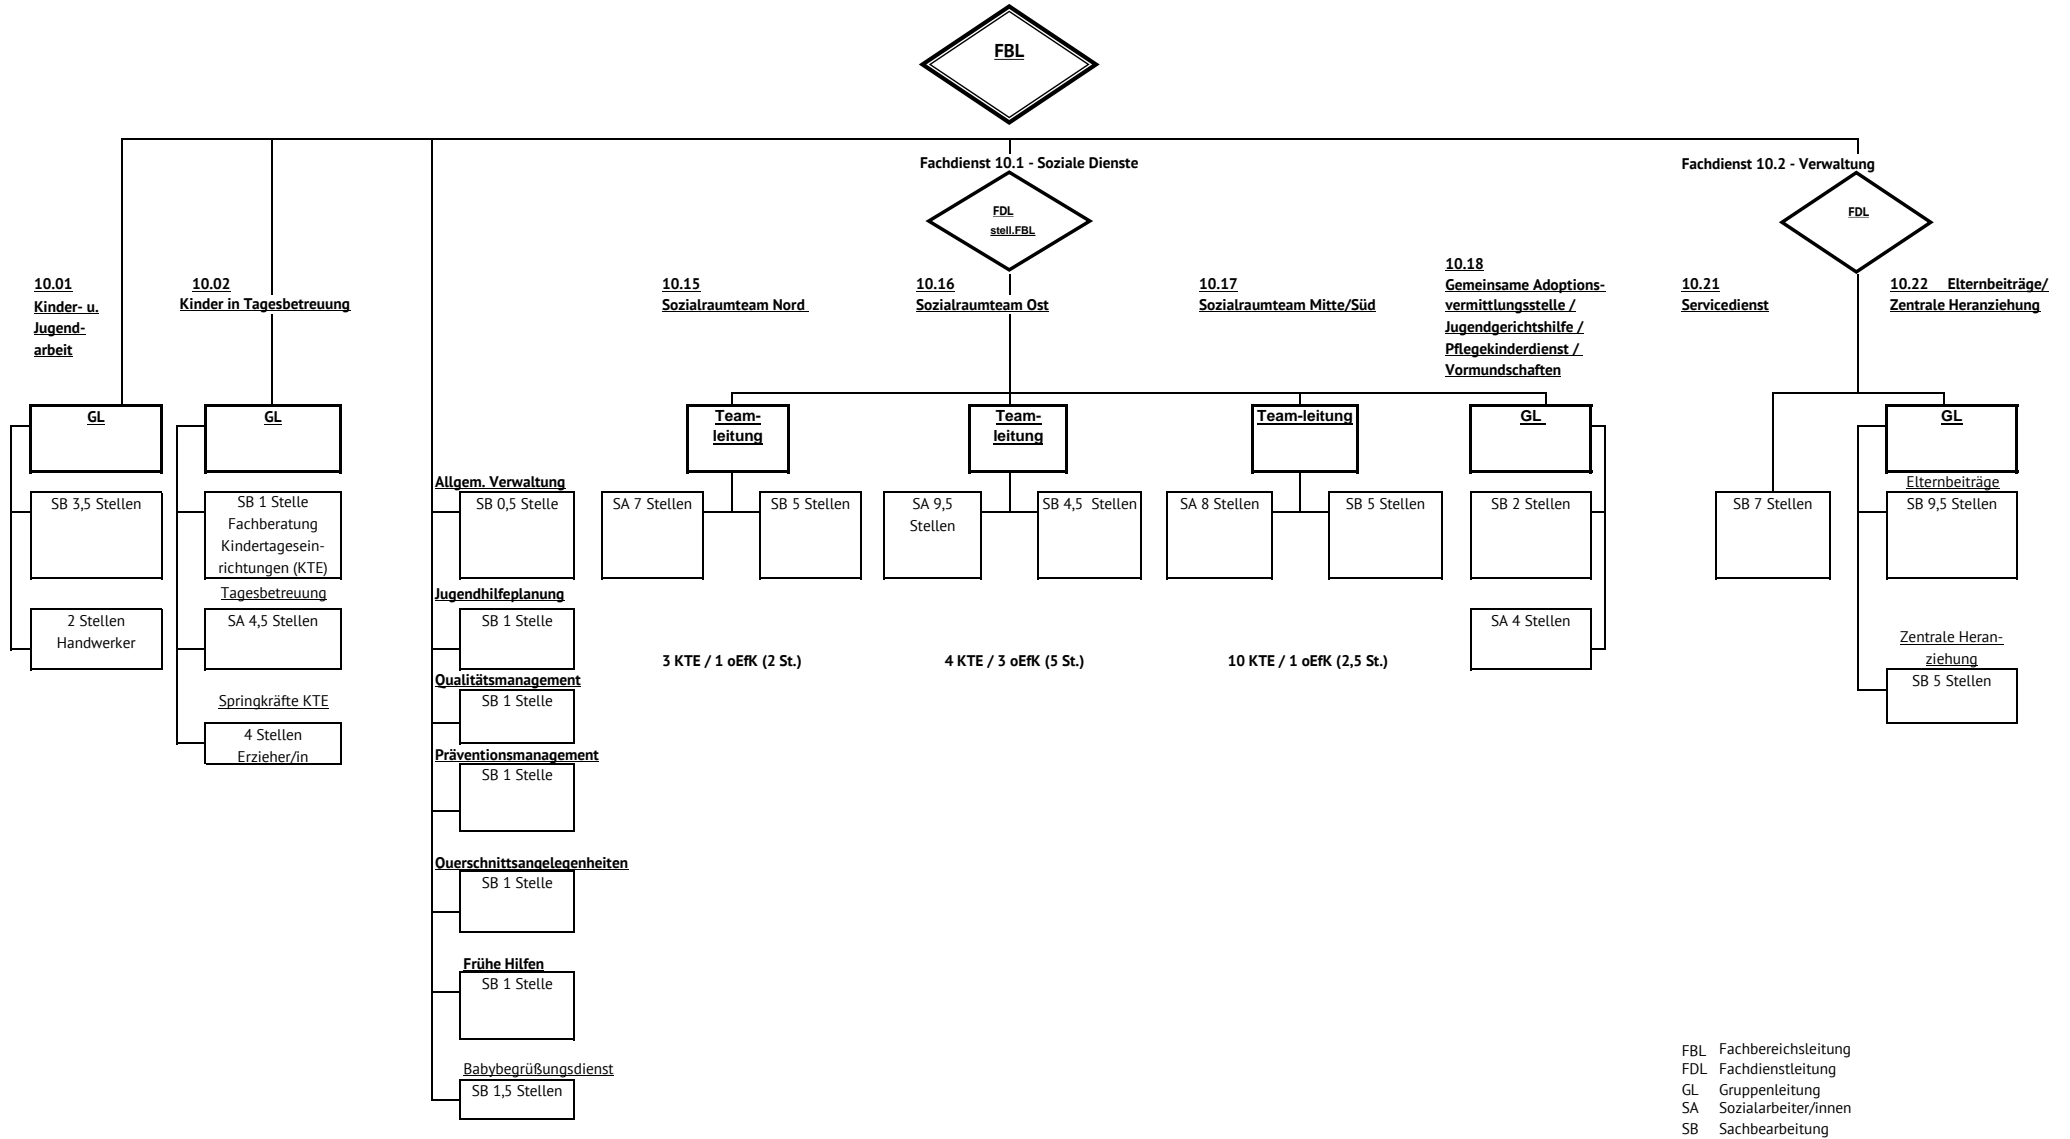 FBL
Fachdienst 10.1 - Soziale Dienste
Fachdienst 10.2 - Verwaltung
FDL
stell.FBL
FDL
10.01
Kinder- u.
Jugend-
arbeit
10.02
Kinder in Tagesbetreuung
10.15
Sozialraumteam Nord
10.16
Sozialraumteam Ost
10.17
Sozialraumteam Mitte/Süd
10.18
Gemeinsame Adoptions-
vermittlungsstelle /
Jugendgerichtshilfe /
Pflegekinderdienst /
Vormundschaften
10.21
Servicedienst
10.22 Elternbeiträge/
Zentrale Heranziehung
GL
SB 3,5 Stellen
2 Stellen
Handwerker
GL
SB 1 Stelle
Fachberatung
Kindertagesein-
richtungen (KTE)
Tagesbetreuung
SA 4,5 Stellen
Springkräfte KTE
4 Stellen
Erzieher/in
Allgem. Verwaltung
SB 0,5 Stelle
Jugendhilfeplanung
SB 1 Stelle
Qualitätsmanagement
SB 1 Stelle
Präventionsmanagement
SB 1 Stelle
Querschnittsangelegenheiten
SB 1 Stelle
Frühe Hilfen
SB 1 Stelle
Babybegrüßungsdienst
SB 1,5 Stellen
Team-
leitung
SA 7 Stellen
SB 5 Stellen
3 KTE / 1 oEfK (2 St.)
Team-
leitung
SA 9,5
Stellen
SB 4,5 Stellen
4 KTE / 3 oEfK (5 St.)
Team-leitung
SA 8 Stellen
SB 5 Stellen
10 KTE / 1 oEfK (2,5 St.)
GL
SB 2 Stellen
SA 4 Stellen
SB 7 Stellen
GL
Elternbeiträge
SB 9,5 Stellen
Zentrale Heran-
ziehung
SB 5 Stellen
FBL Fachbereichsleitung
FDL Fachdienstleitung
GL Gruppenleitung
SA Sozialarbeiter/innen
SB Sachbearbeitung